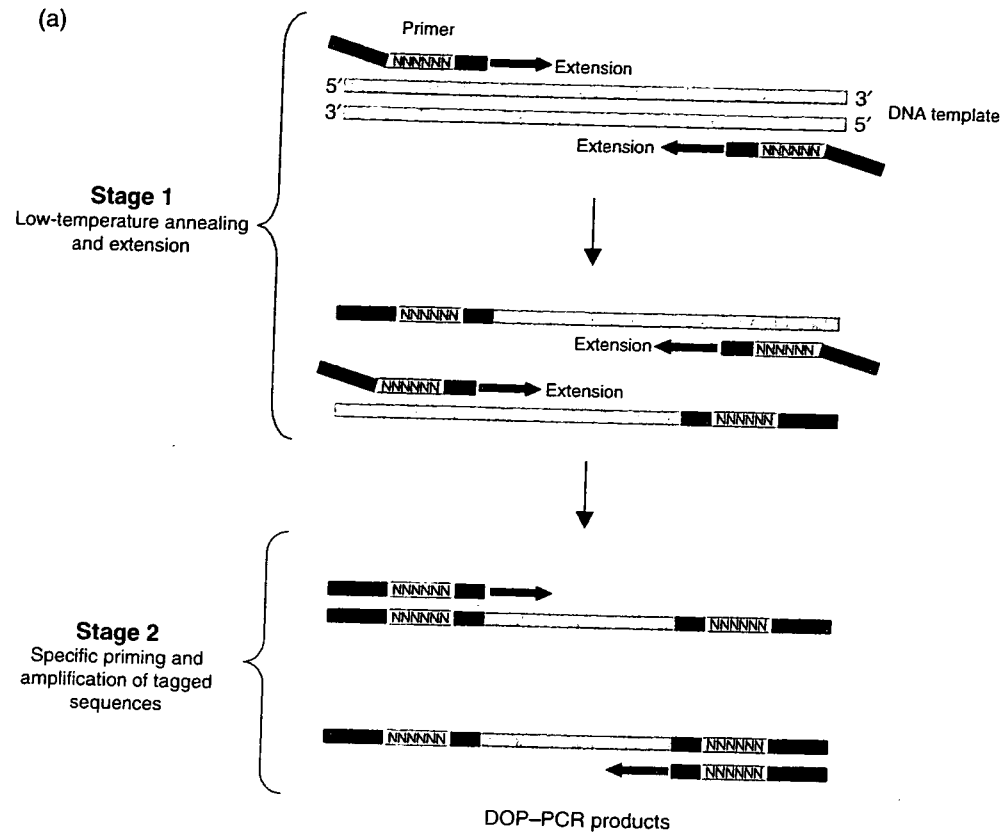 (a)
Primer
NNNNNN
Extension
5′ 3′
DNA template
3′ 5′
Extension
NNNNNN
Stage 1
Low-temperature annealing
and extension
NNNNNN
Extension
NNNNNN
NNNNNN
Extension
NNNNNN
NNNNNN
NNNNNN NNNNNN
Stage 2
Specific priming and
amplification of tagged
sequences
NNNNNN NNNNNN
NNNNNN
DOP–PCR products